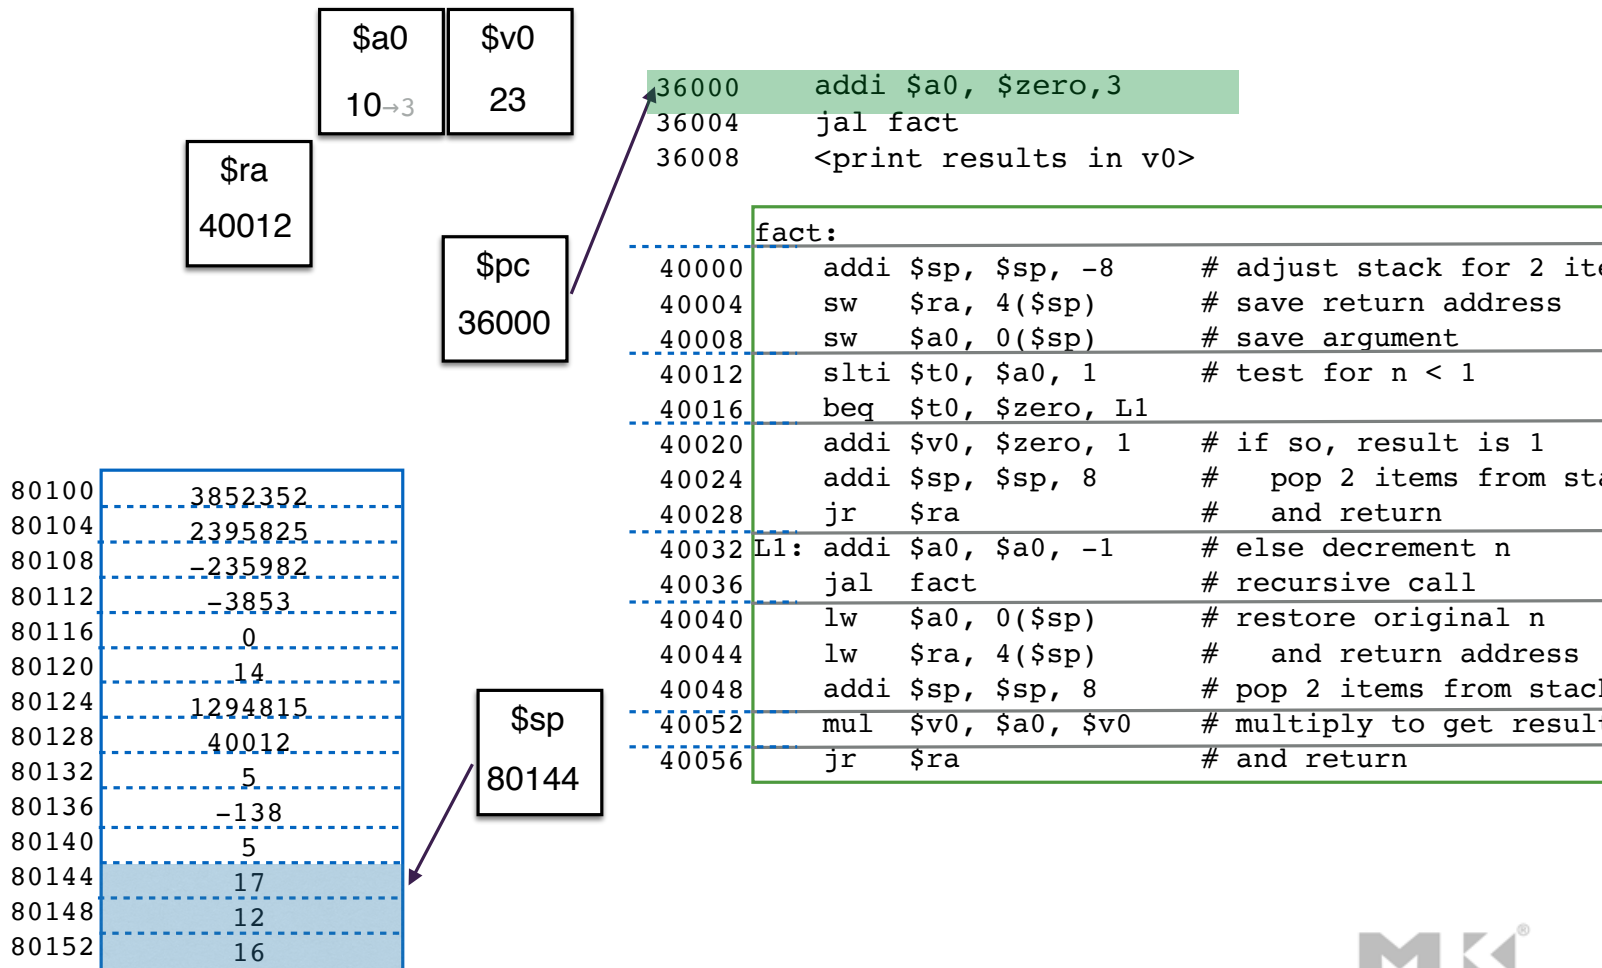 $a0
10→3
$v0
23
$ra
40012
$pc
36000
36000 addi $a0, $zero,3
36004 jal fact
36008 <print results in v0>
fact:
40000 addi $sp, $sp, -8 # adjust stack for 2 ite
40004 sw $ra, 4($sp) # save return address
40008 sw $a0, 0($sp) # save argument
40012 slti $t0, $a0, 1 # test for n < 1
40016 beq $t0, $zero, L1
40020 addi $v0, $zero, 1 # if so, result is 1
40024 addi $sp, $sp, 8 # pop 2 items from sta
40028 jr $ra # and return
40032 L1: addi $a0, $a0, -1 # else decrement n
40036 jal fact # recursive call
40040 lw $a0, 0($sp) # restore original n
40044 lw $ra, 4($sp) # and return address
40048 addi $sp, $sp, 8 # pop 2 items from stack
40052 mul $v0, $a0, $v0 # multiply to get result
40056 jr $ra # and return
80100 3852352
80104 2395825
80108 -235982
80112 -3853
80116 0
80120 14
80124 1294815
80128 40012
80132 5
80136 -138
80140 5
80144 17
80148 12
80152 16
$sp
80144
MK®